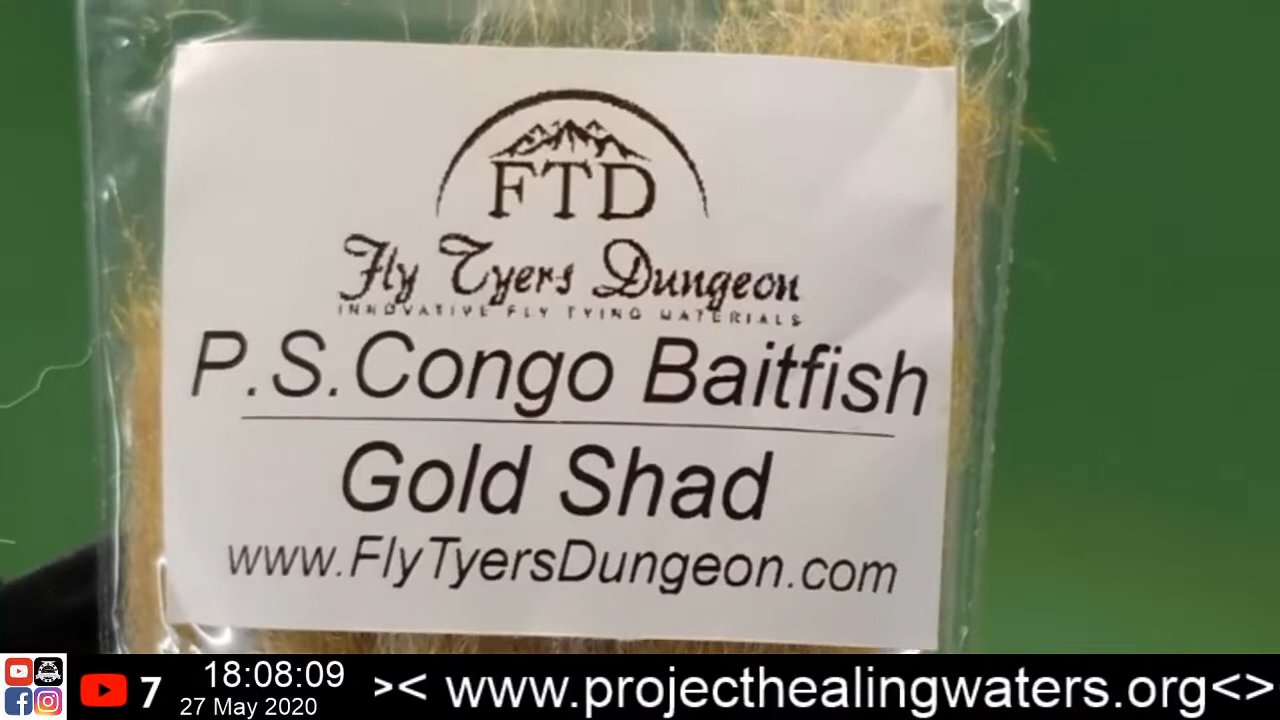 FTD
Fly Tyers Dungeon
INNOVATIVE FLY TYING MATERIALS
P.S.Congo Baitfish
Gold Shad
www.FlyTyersDungeon.com
7
18:08:09
27 May 2020
>< www.projecthealingwaters.org<>